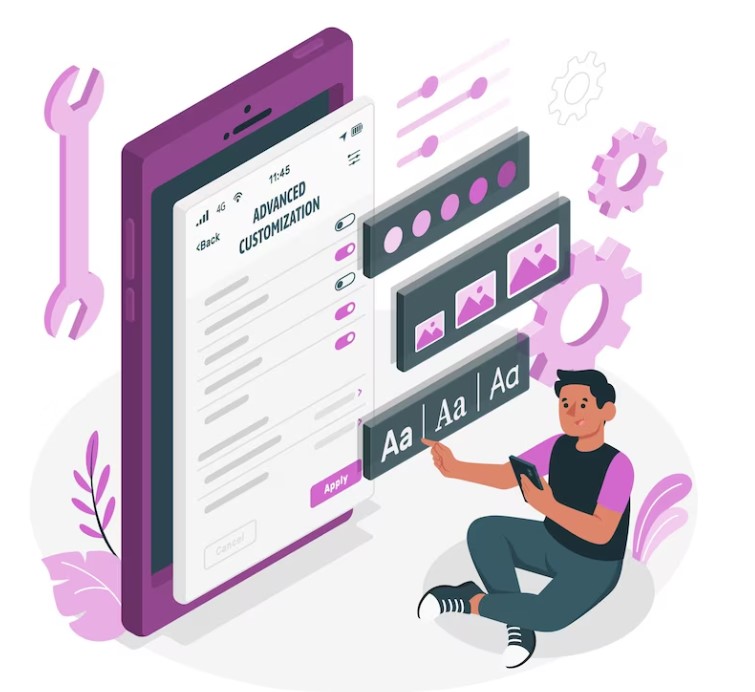 4G
11:45
<Back
ADVANCED
CUSTOMIZATION
Aa | Aa | Aa
Apply
Cancel